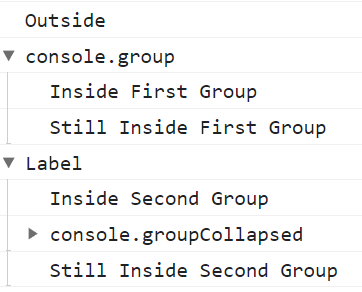 Outside
console.group
Inside First Group
Still Inside First Group
Label
Inside Second Group
console.groupCollapsed
Still Inside Second Group